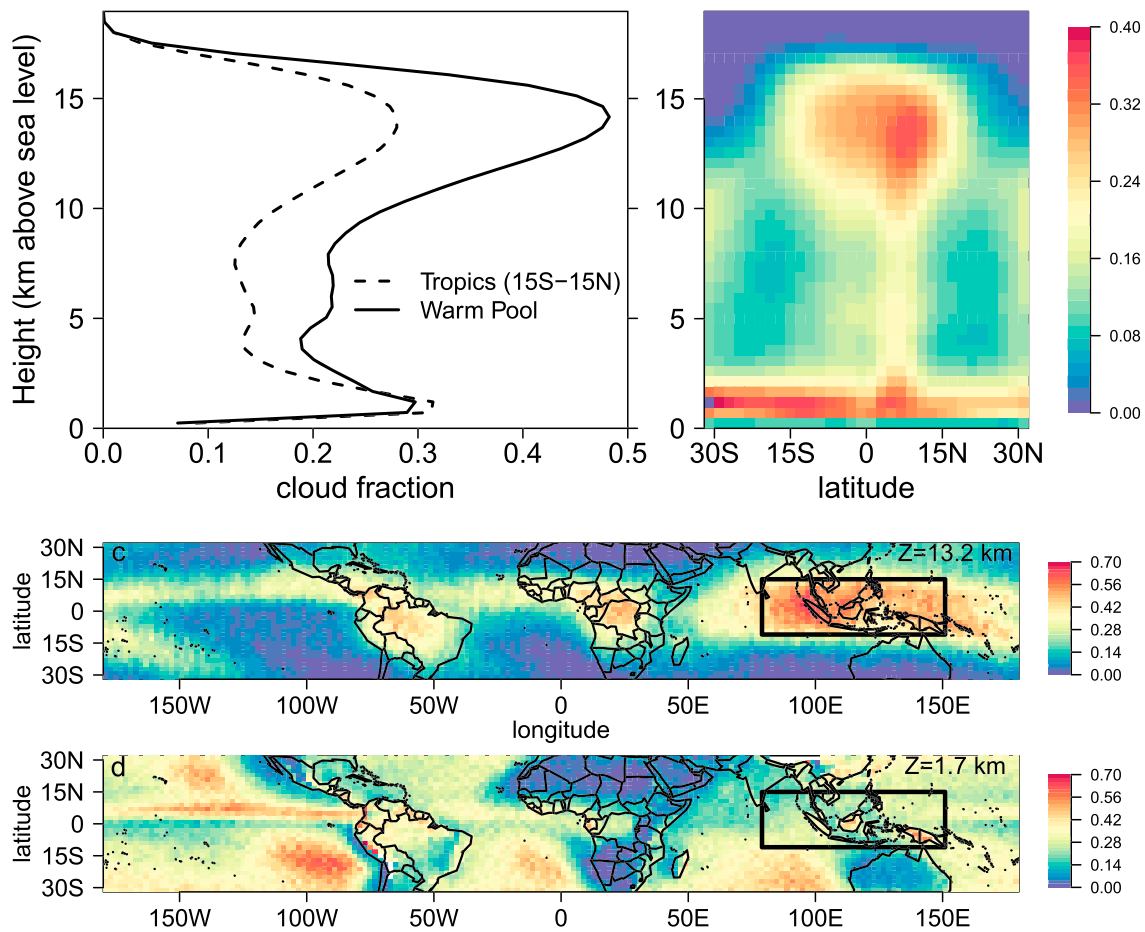 Height (km above sea level)
15
10
5
0
0.0 0.1 0.2 0.3 0.4 0.5
cloud fraction
Tropics (15S−15N)
Warm Pool
15
10
5
0
30S 15S 0 15N 30N
latitude
0.40
0.32
0.24
0.16
0.08
0.00
latitude
30N
15N
0
15S
30S
c
Z=13.2 km
150W 100W 50W 0 50E 100E 150E
longitude
0.70
0.56
0.42
0.28
0.14
0.00
latitude
30N
15N
0
15S
30S
d
Z=1.7 km
150W 100W 50W 0 50E 100E 150E
0.70
0.56
0.42
0.28
0.14
0.00